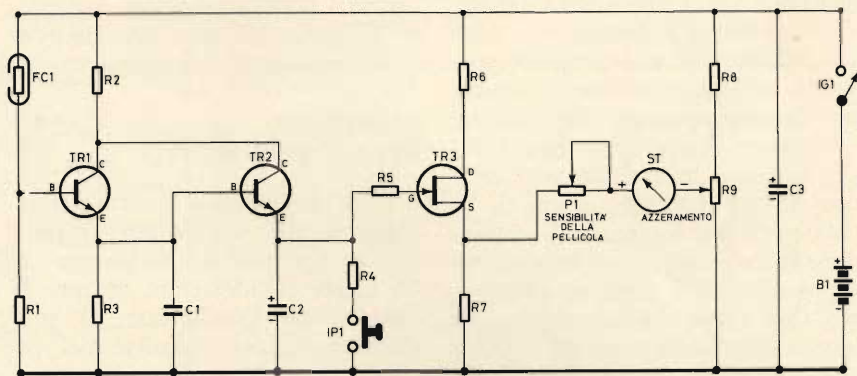 FC1
R2
R6
R8
IG1
TR1
TR2
TR3
ST
C
C
D
B
B
R5
G
S
+
-
R9
+
C3
-
E
E
P1
SENSIBILITA'
DELLA
PELLICOLA
AZZERAMENTO
R4
R1
R3
C1
+
C2
-
IP1
R7
+
B1
-